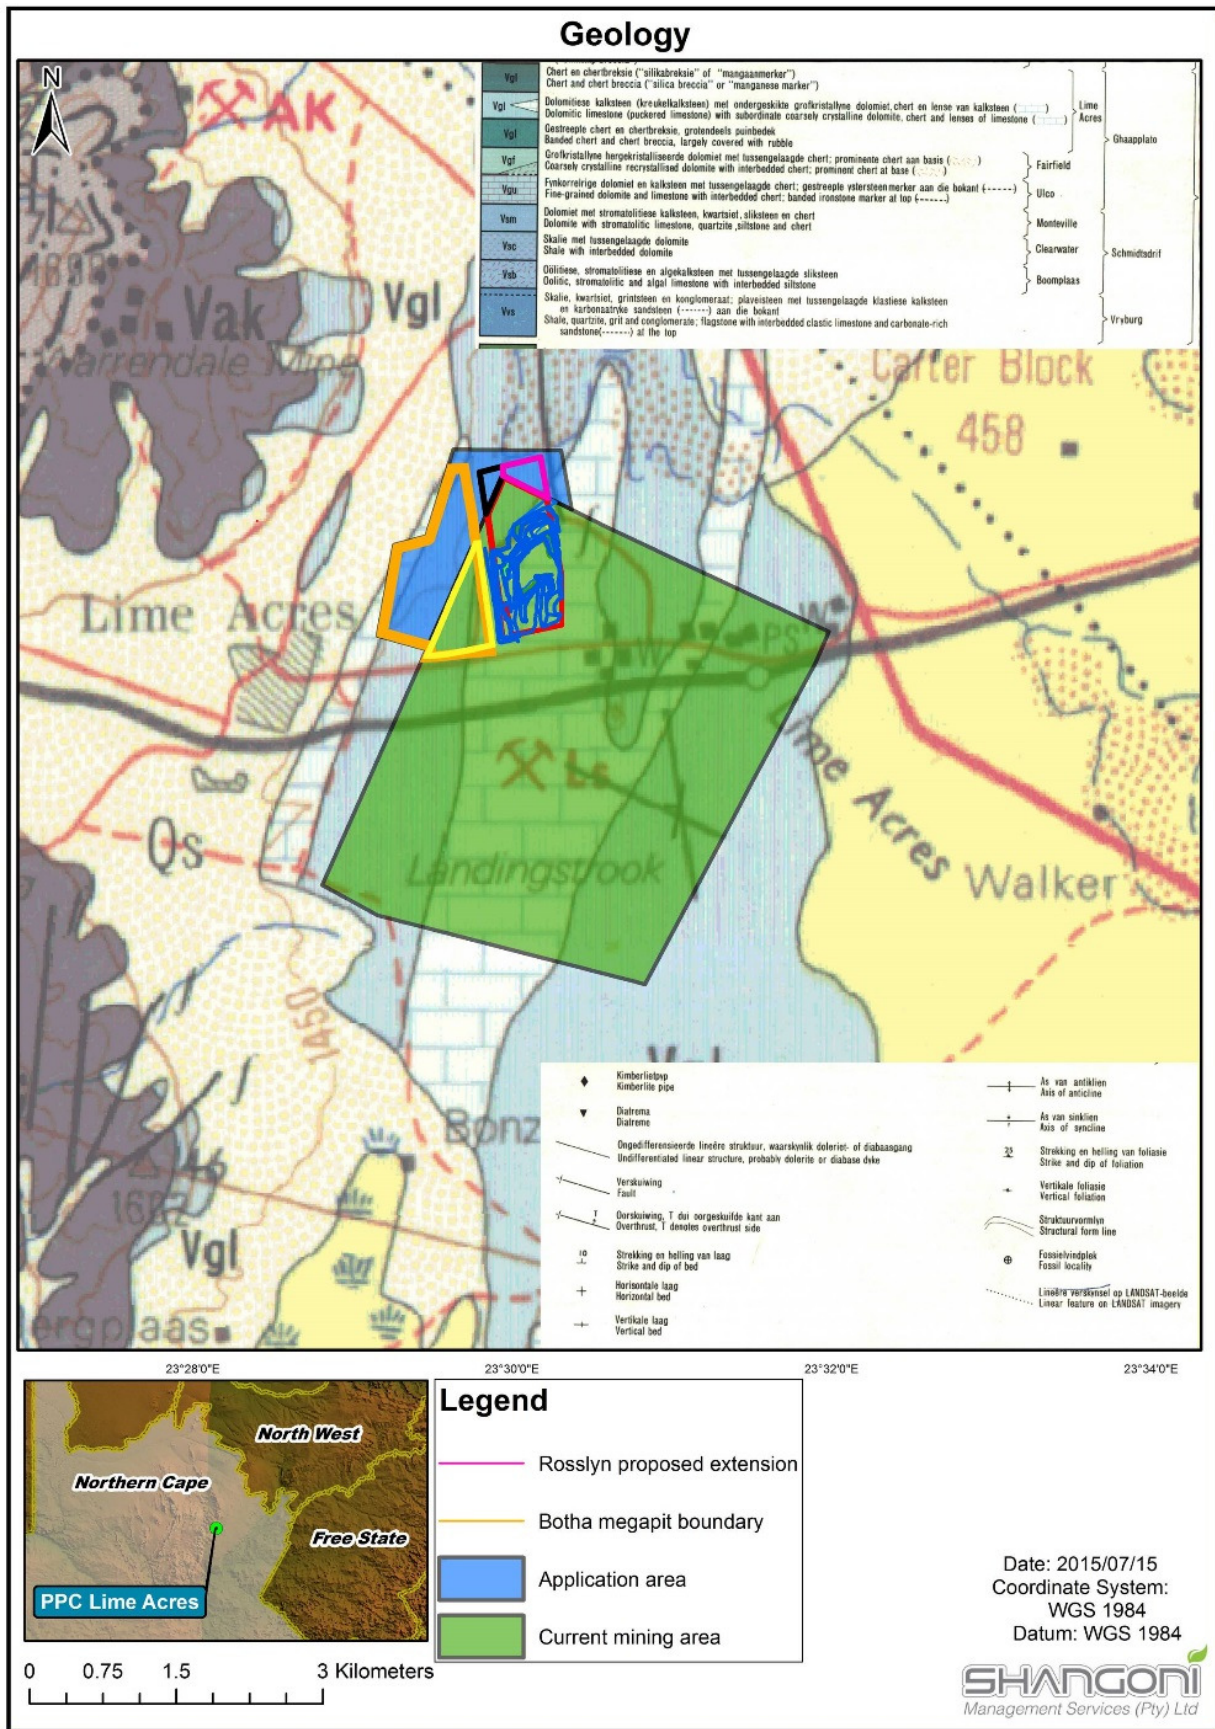 Geology
N
AK
1690
Vak
Vgl
Warrendale Mine
Vgl
Chert en chertbreksie ("silikabreksie" of "mangaanmerker")
Chert and chert breccia ("silica breccia" or "manganese marker")
Vgl
Dolomitiese kalksteen (kreukelkalksteen) met ondergeskikte grofkristallyne dolomiet, chert en lense van kalksteen
Dolomitic limestone (puckered limestone) with subordinate coarsely crystalline dolomite, chert and lenses of limestone
Lime
Acres
Vgl
Gestreepte chert en chertbreksie, grotendeels puinbedek
Banded chert and chert breccia, largely covered with rubble
Ghaapplato
Vgf
Grofkristallyne hergekristalliseerde dolomiet met tussengelaagde chert; prominente chert aan basis
Coarsely crystalline recrystallised dolomite with interbedded chert; prominent chert at base
Fairfield
Vgu
Fynkorrelrige dolomiet en kalksteen met tussengelaagde chert; gestreepte ystersteenmerker aan die bokant (------)
Fine-grained dolomite and limestone with interbedded chert; banded ironstone marker at top (-------)
Ulco
Vsm
Dolomiet met stromatolitiese kalksteen, kwartsiet, sliksteen en chert
Dolomite with stromatolitic limestone, quartzite ,siltstone and chert
Monteville
Vsc
Skalie met tussengelaagde dolomite
Shale with interbedded dolomite
Clearwater
Schmidtsdrif
Vsb
Oölitiese, stromatolitiese en algekalksteen met tussengelaagde sliksteen
Oolitic, stromatolitic and algal limestone with interbedded siltstone
Boomplaas
Vvs
Skalie, kwartsiet, grintsteen en konglomeraat; plaveisteen met tussengelaagde klastiese kalksteen
en karbonaatryke sandsteen (-------) aan die bokant
Shale, quartzite, grit and conglomerate; flagstone with interbedded clastic limestone and carbonate-rich
sandstone(-------) at the top
Vryburg
Carter Block
458
Lime Acres
W
PS
W
Ls
Lime Acres
Qs
Landingstrook
Walker
1450
Vgl
Kimberlietpyp
Kimberlite pipe
Diatrema
Diatreme
Ongedifferensieerde lineêre struktuur, waarskynlik doleriet- of diabaasgang
Undifferentiated linear structure, probably dolerite or diabase dyke
Verskuiwing
Fault
Oorskuiwing, T dui oorgeskuifde kant aan
Overthrust, T denotes overthrust side
10
Strekking en helling van laag
Strike and dip of bed
Horisontale laag
Horizontal bed
Vertikale laag
Vertical bed
As van antiklien
Axis of anticline
As van sinklien
Axis of syncline
25
Strekking en helling van foliasie
Strike and dip of foliation
Vertikale foliasie
Vertical foliation
Struktuurvormlyn
Structural form line
Fossielvindplek
Fossil locality
Lineêre verskynsel op LANDSAT-beelde
Linear feature on LANDSAT imagery
23°28'0"E 23°30'0"E 23°32'0"E 23°34'0"E
North West
Northern Cape
Free State
PPC Lime Acres
0 0.75 1.5 3 Kilometers
Legend
Rosslyn proposed extension
Botha megapit boundary
Application area
Current mining area
Date: 2015/07/15
Coordinate System:
WGS 1984
Datum: WGS 1984
SHANGONI
Management Services (Pty) Ltd